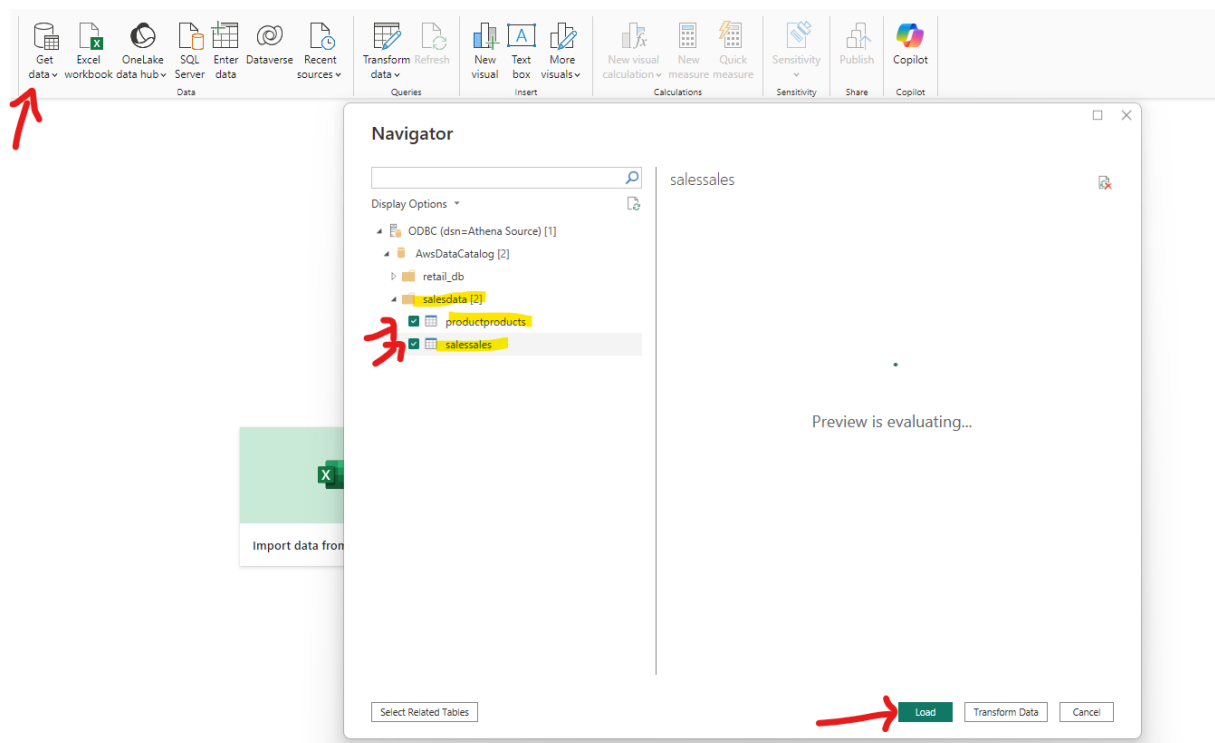 Get data
Excel workbook
OneLake data hub
SQL Server
Enter data
Dataverse
Recent sources
Transform data
Refresh
New visual
Text box
More visuals
New visual calculation
New measure
Quick measure
Sensitivity
Publish
Copilot
Data
Queries
Insert
Calculations
Sensitivity
Share
Copilot
Navigator
Display Options
ODBC (dsn=Athena Source) [1]
AwsDataCatalog [2]
retail_db
salesdata [2]
productproducts
salessales
salessales
Preview is evaluating...
Import data from
Select Related Tables
Load
Transform Data
Cancel